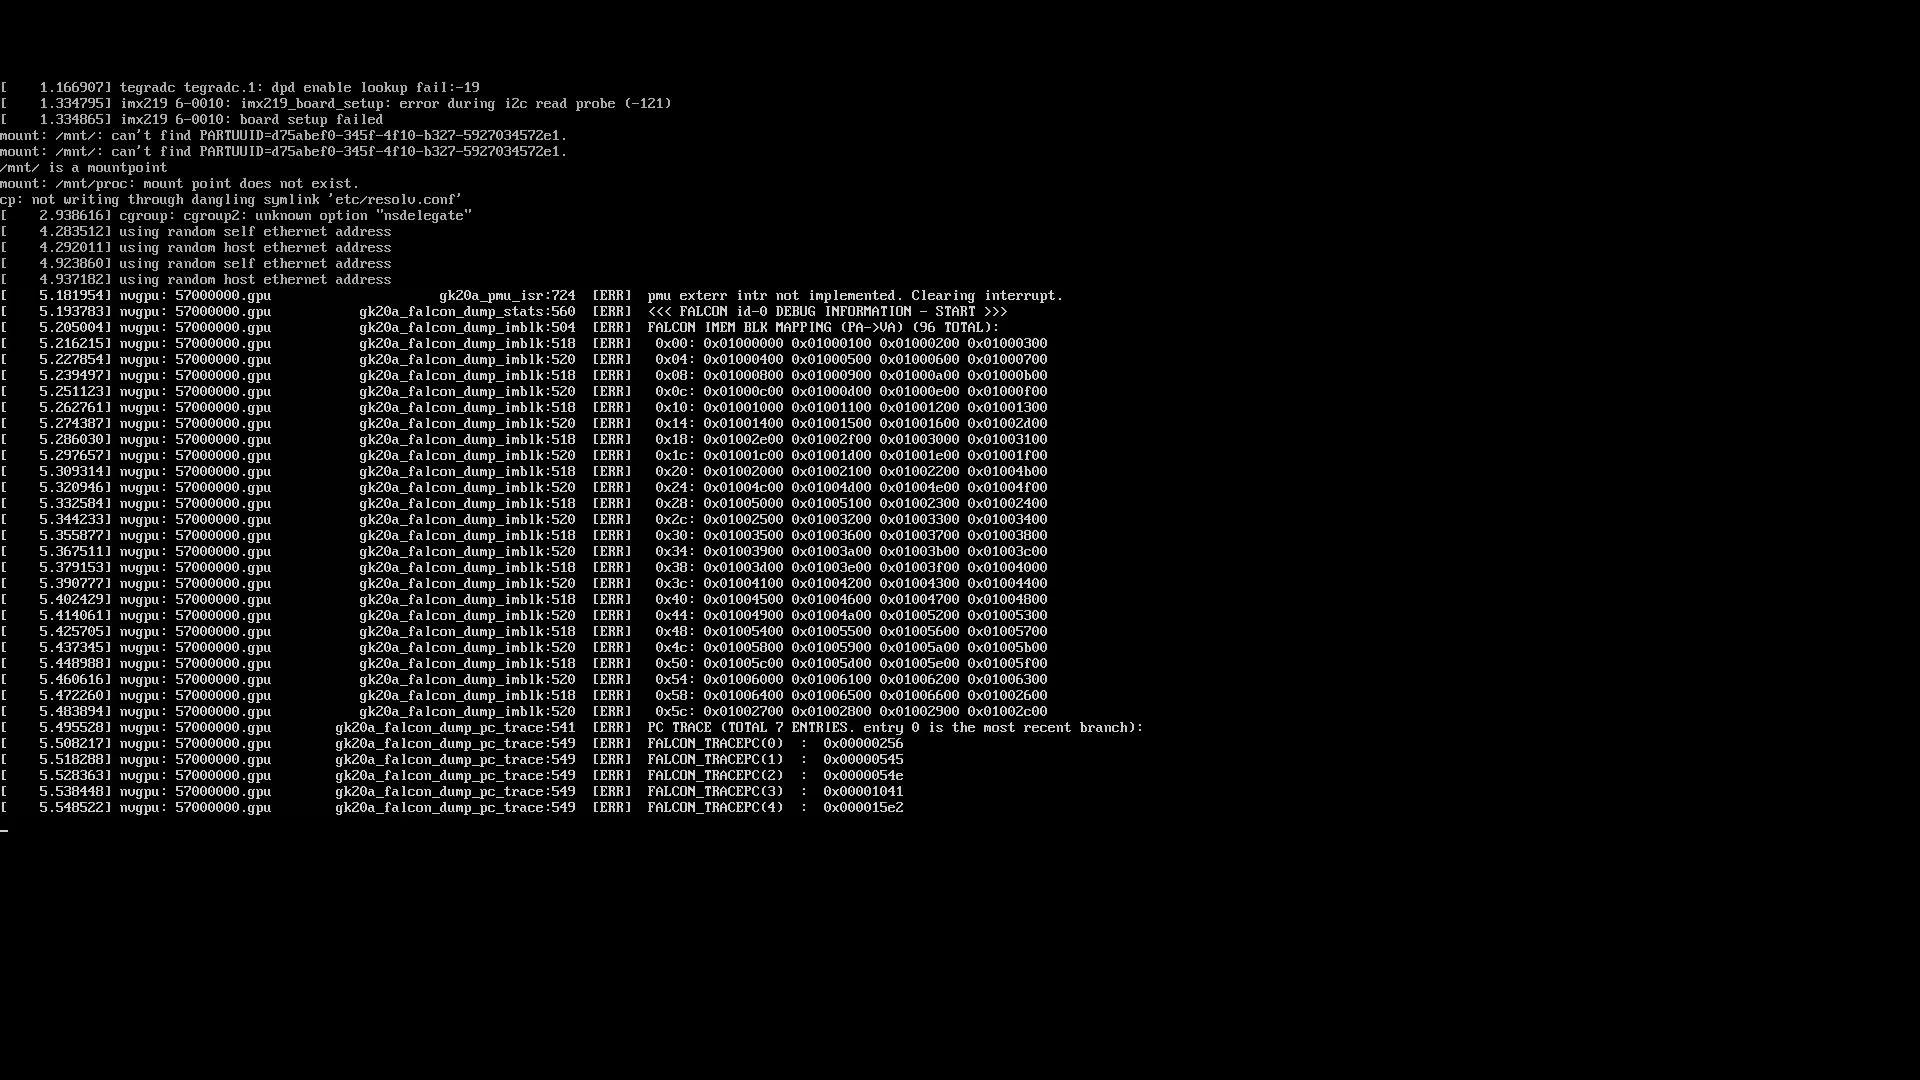 [    1.166907] tegradc tegradc.1: dpd enable lookup fail:-19
[    1.334795] imx219 6-0010: imx219_board_setup: error during i2c read probe (-121)
[    1.334865] imx219 6-0010: board setup failed
mount: /mnt/: can't find PARTUUID=d75abef0-345f-4f10-b327-5927034572e1.
mount: /mnt/: can't find PARTUUID=d75abef0-345f-4f10-b327-5927034572e1.
/mnt/ is a mountpoint
mount: /mnt/proc: mount point does not exist.
cp: not writing through dangling symlink 'etc/resolv.conf'
[    2.938616] cgroup: cgroup2: unknown option "nsdelegate"
[    4.283512] using random self ethernet address
[    4.292011] using random host ethernet address
[    4.923860] using random self ethernet address
[    4.937182] using random host ethernet address
[    5.181954] nvgpu: 57000000.gpu                     gk20a_pmu_isr:724  [ERR]  pmu exterr intr not implemented. Clearing interrupt.
[    5.193783] nvgpu: 57000000.gpu           gk20a_falcon_dump_stats:560  [ERR]  <<< FALCON id-0 DEBUG INFORMATION - START >>>
[    5.205004] nvgpu: 57000000.gpu           gk20a_falcon_dump_imblk:504  [ERR]  FALCON IMEM BLK MAPPING (PA->VA) (96 TOTAL):
[    5.216215] nvgpu: 57000000.gpu           gk20a_falcon_dump_imblk:518  [ERR]   0x00: 0x01000000 0x01000100 0x01000200 0x01000300
[    5.227854] nvgpu: 57000000.gpu           gk20a_falcon_dump_imblk:520  [ERR]   0x04: 0x01000400 0x01000500 0x01000600 0x01000700
[    5.239497] nvgpu: 57000000.gpu           gk20a_falcon_dump_imblk:518  [ERR]   0x08: 0x01000800 0x01000900 0x01000a00 0x01000b00
[    5.251123] nvgpu: 57000000.gpu           gk20a_falcon_dump_imblk:520  [ERR]   0x0c: 0x01000c00 0x01000d00 0x01000e00 0x01000f00
[    5.262761] nvgpu: 57000000.gpu           gk20a_falcon_dump_imblk:518  [ERR]   0x10: 0x01001000 0x01001100 0x01001200 0x01001300
[    5.274387] nvgpu: 57000000.gpu           gk20a_falcon_dump_imblk:520  [ERR]   0x14: 0x01001400 0x01001500 0x01001600 0x01002d00
[    5.286030] nvgpu: 57000000.gpu           gk20a_falcon_dump_imblk:518  [ERR]   0x18: 0x01002e00 0x01002f00 0x01003000 0x01003100
[    5.297657] nvgpu: 57000000.gpu           gk20a_falcon_dump_imblk:520  [ERR]   0x1c: 0x01001c00 0x01001d00 0x01001e00 0x01001f00
[    5.309314] nvgpu: 57000000.gpu           gk20a_falcon_dump_imblk:518  [ERR]   0x20: 0x01002000 0x01002100 0x01002200 0x01004b00
[    5.320946] nvgpu: 57000000.gpu           gk20a_falcon_dump_imblk:520  [ERR]   0x24: 0x01004c00 0x01004d00 0x01004e00 0x01004f00
[    5.332584] nvgpu: 57000000.gpu           gk20a_falcon_dump_imblk:518  [ERR]   0x28: 0x01005000 0x01005100 0x01002300 0x01002400
[    5.344233] nvgpu: 57000000.gpu           gk20a_falcon_dump_imblk:520  [ERR]   0x2c: 0x01002500 0x01003200 0x01003300 0x01003400
[    5.355877] nvgpu: 57000000.gpu           gk20a_falcon_dump_imblk:518  [ERR]   0x30: 0x01003500 0x01003600 0x01003700 0x01003800
[    5.367511] nvgpu: 57000000.gpu           gk20a_falcon_dump_imblk:520  [ERR]   0x34: 0x01003900 0x01003a00 0x01003b00 0x01003c00
[    5.379153] nvgpu: 57000000.gpu           gk20a_falcon_dump_imblk:518  [ERR]   0x38: 0x01003d00 0x01003e00 0x01003f00 0x01004000
[    5.390777] nvgpu: 57000000.gpu           gk20a_falcon_dump_imblk:520  [ERR]   0x3c: 0x01004100 0x01004200 0x01004300 0x01004400
[    5.402429] nvgpu: 57000000.gpu           gk20a_falcon_dump_imblk:518  [ERR]   0x40: 0x01004500 0x01004600 0x01004700 0x01004800
[    5.414061] nvgpu: 57000000.gpu           gk20a_falcon_dump_imblk:520  [ERR]   0x44: 0x01004900 0x01004a00 0x01005200 0x01005300
[    5.425705] nvgpu: 57000000.gpu           gk20a_falcon_dump_imblk:518  [ERR]   0x48: 0x01005400 0x01005500 0x01005600 0x01005700
[    5.437345] nvgpu: 57000000.gpu           gk20a_falcon_dump_imblk:520  [ERR]   0x4c: 0x01005800 0x01005900 0x01005a00 0x01005b00
[    5.448988] nvgpu: 57000000.gpu           gk20a_falcon_dump_imblk:518  [ERR]   0x50: 0x01005c00 0x01005d00 0x01005e00 0x01005f00
[    5.460616] nvgpu: 57000000.gpu           gk20a_falcon_dump_imblk:520  [ERR]   0x54: 0x01006000 0x01006100 0x01006200 0x01006300
[    5.472260] nvgpu: 57000000.gpu           gk20a_falcon_dump_imblk:518  [ERR]   0x58: 0x01006400 0x01006500 0x01006600 0x01002600
[    5.483894] nvgpu: 57000000.gpu           gk20a_falcon_dump_imblk:520  [ERR]   0x5c: 0x01002700 0x01002800 0x01002900 0x01002c00
[    5.495528] nvgpu: 57000000.gpu        gk20a_falcon_dump_pc_trace:541  [ERR]  PC TRACE (TOTAL 7 ENTRIES. entry 0 is the most recent branch):
[    5.508217] nvgpu: 57000000.gpu        gk20a_falcon_dump_pc_trace:549  [ERR]  FALCON_TRACEPC(0)  :  0x00000256
[    5.518288] nvgpu: 57000000.gpu        gk20a_falcon_dump_pc_trace:549  [ERR]  FALCON_TRACEPC(1)  :  0x00000545
[    5.528363] nvgpu: 57000000.gpu        gk20a_falcon_dump_pc_trace:549  [ERR]  FALCON_TRACEPC(2)  :  0x0000054e
[    5.538448] nvgpu: 57000000.gpu        gk20a_falcon_dump_pc_trace:549  [ERR]  FALCON_TRACEPC(3)  :  0x00001041
[    5.548522] nvgpu: 57000000.gpu        gk20a_falcon_dump_pc_trace:549  [ERR]  FALCON_TRACEPC(4)  :  0x000015e2